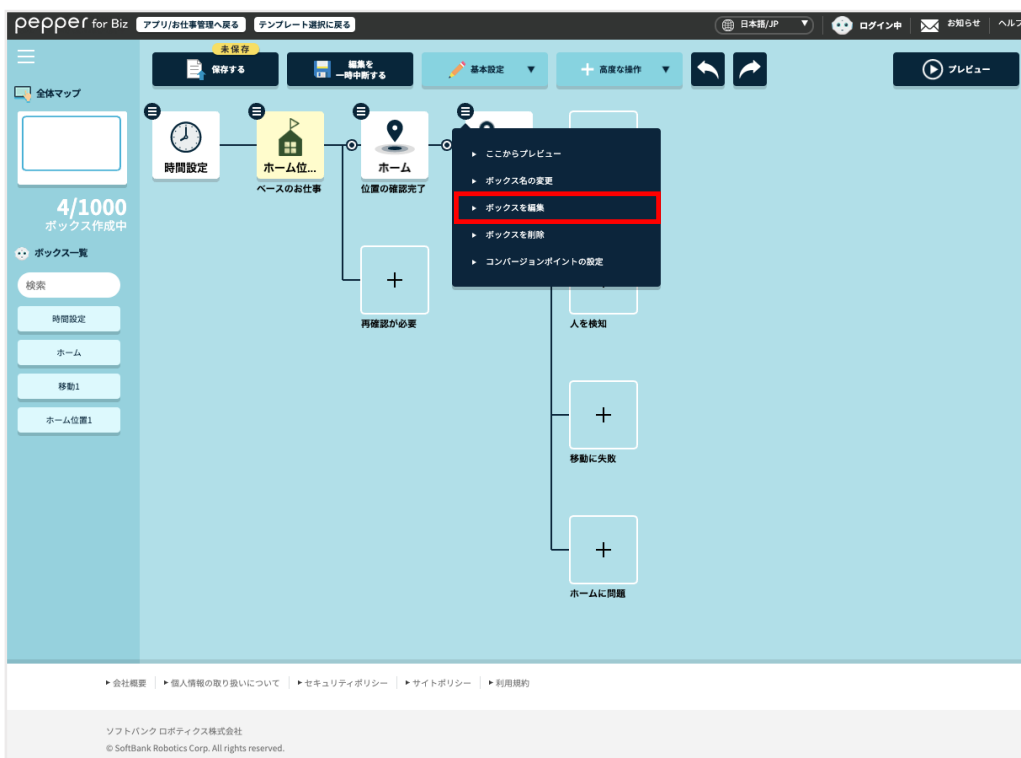 pepper for Biz アプリ/お仕事管理へ戻る テンプレート選択に戻る 日本語/JP ▼ ログイン中 お知らせ ヘルプ
未保存
保存する
編集を
一時中断する
基本設定 ▼
高度な操作 ▼
プレビュー
全体マップ
4/1000
ボックス作成中
ボックス一覧
検索
時間設定
ホーム
移動1
ホーム位置1
時間設定
ホーム位...
ベースのお仕事
ホーム
位置の確認完了
ここからプレビュー
ボックス名の変更
ボックスを編集
ボックスを削除
コンバージョンポイントの設定
再確認が必要
人を検知
移動に失敗
ホームに問題
会社概要 個人情報の取り扱いについて セキュリティポリシー サイトポリシー 利用規約
ソフトバンク ロボティクス株式会社
© SoftBank Robotics Corp. All rights reserved.